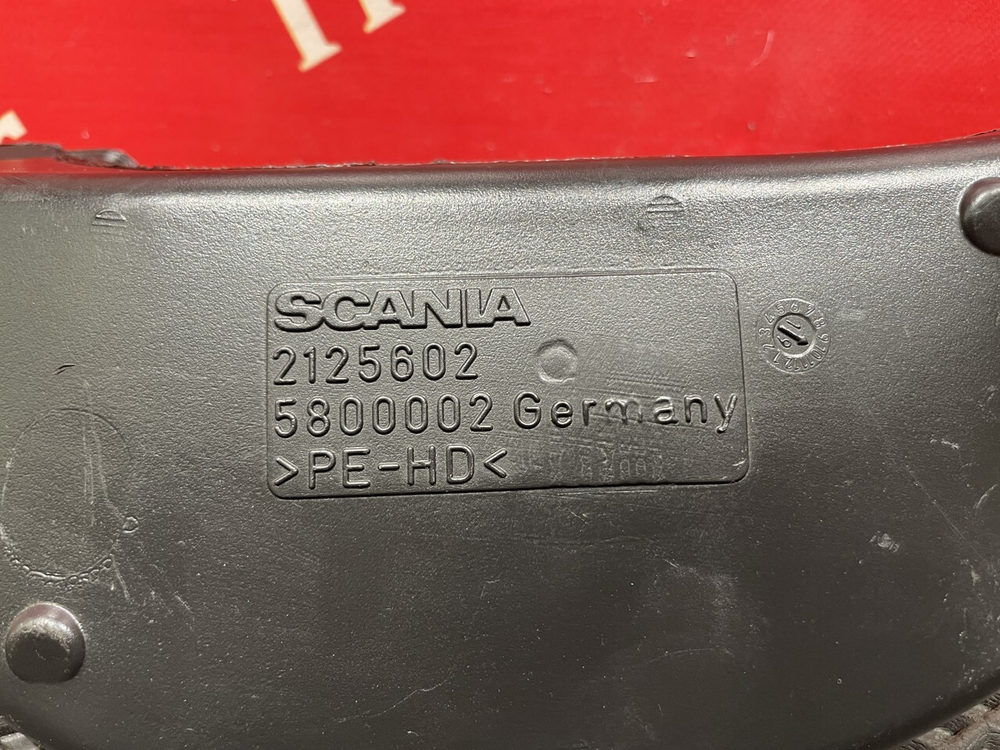 SCANIA
2125602
5800002 Germany
>PE-HD<